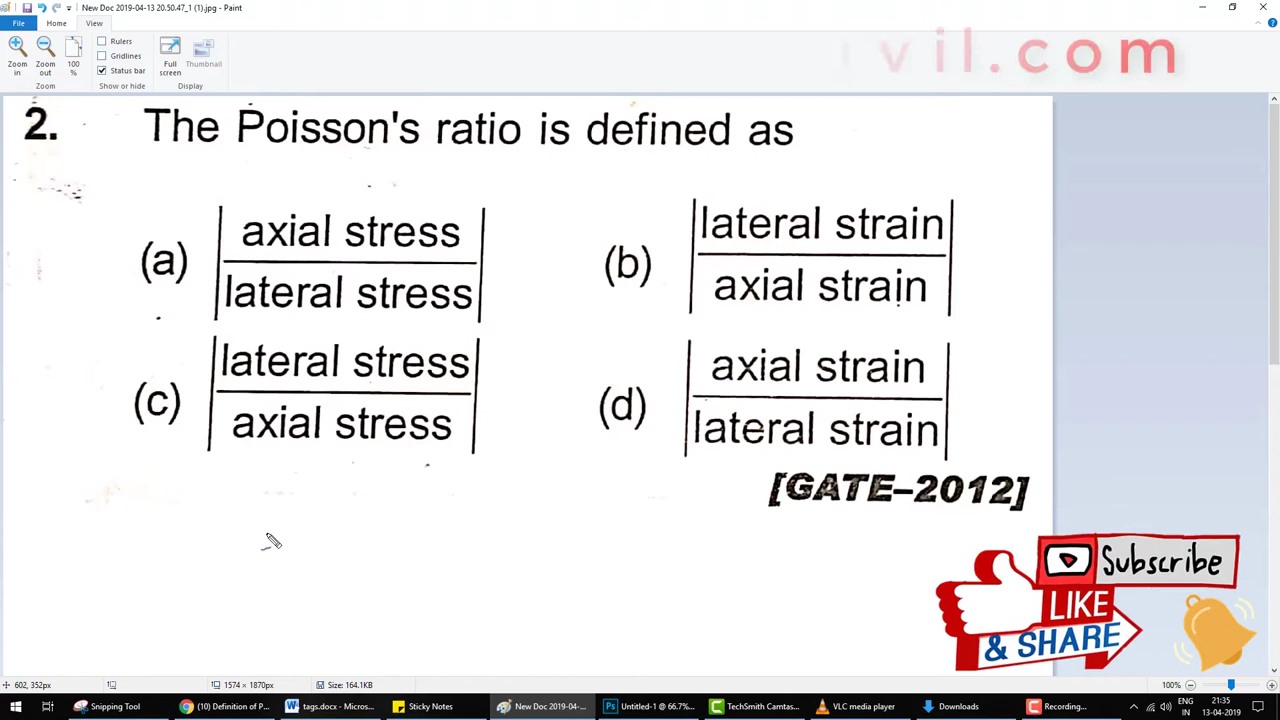 New Doc 2019-04-13 20.50.47_1 (1).jpg - Paint
File Home View
Zoom in
Zoom out
100 %
Rulers
Gridlines
Status bar
Full screen
Thumbnail
Zoom
Show or hide
Display
vil.com
2. The Poisson's ratio is defined as
(a) axial stress
lateral stress
(b) lateral strain
axial strain
(c) lateral stress
axial stress
(d) axial strain
lateral strain
[GATE–2012]
Subscribe
LIKE
& SHARE
602, 352px
1574 × 1870px
Size: 164.1KB
100%
Snipping Tool
(10) Definition of P...
tags.docx - Micros...
Sticky Notes
New Doc 2019-04-...
Untitled-1 @ 66.7%...
TechSmith Camtas...
VLC media player
Downloads
Recording...
ENG
IN
21:35
13-04-2019